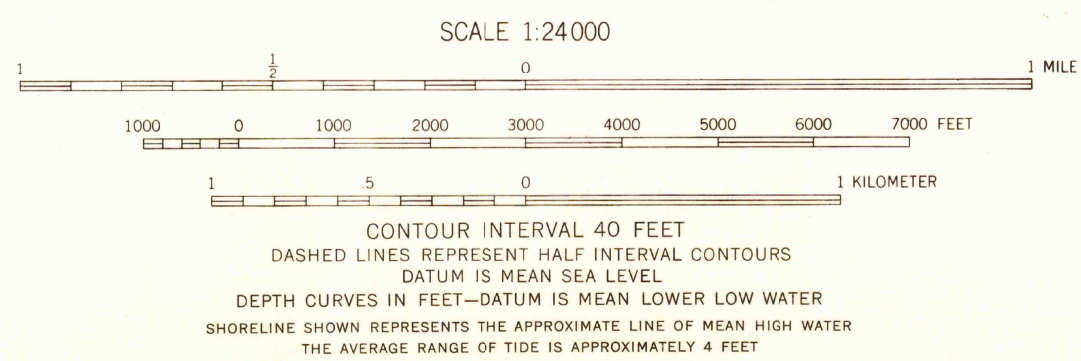 SCALE 1:24000
1 1/2 0 1 MILE
1000 0 1000 2000 3000 4000 5000 6000 7000 FEET
1 .5 0 1 KILOMETER
CONTOUR INTERVAL 40 FEET
DASHED LINES REPRESENT HALF INTERVAL CONTOURS
DATUM IS MEAN SEA LEVEL
DEPTH CURVES IN FEET—DATUM IS MEAN LOWER LOW WATER
SHORELINE SHOWN REPRESENTS THE APPROXIMATE LINE OF MEAN HIGH WATER
THE AVERAGE RANGE OF TIDE IS APPROXIMATELY 4 FEET